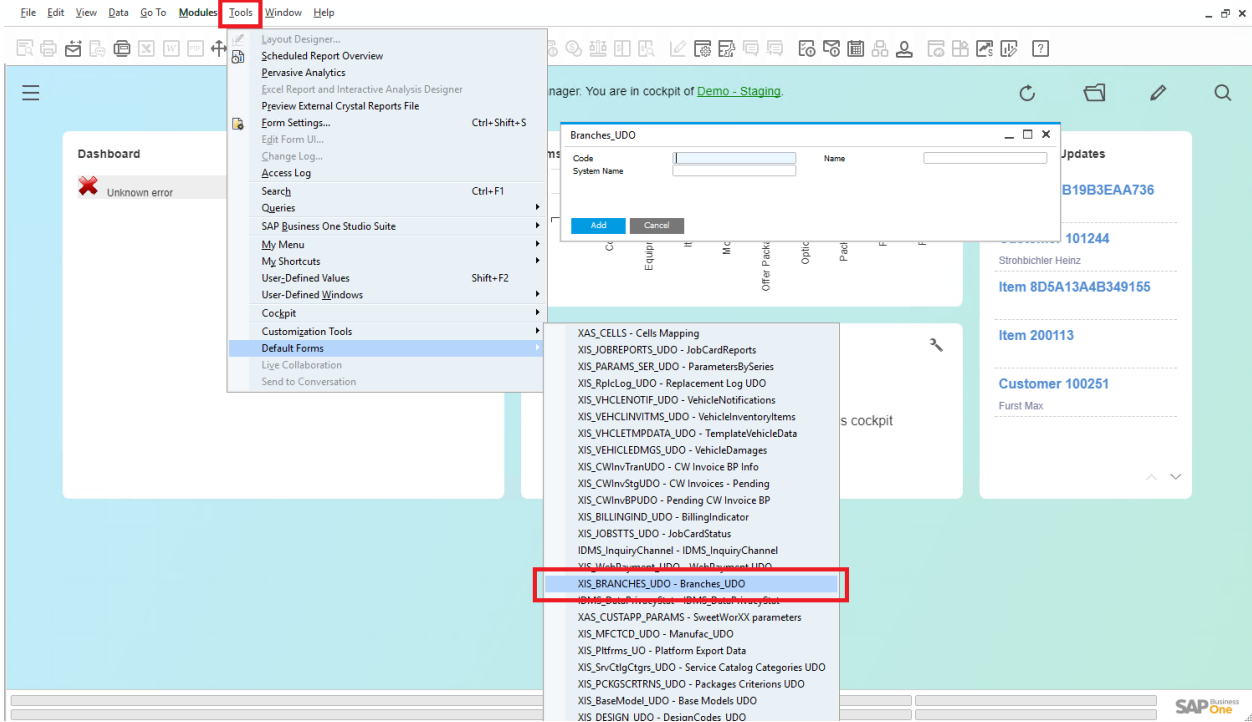 File Edit View Data Go To Modules Tools Window Help
Layout Designer...
Scheduled Report Overview
Pervasive Analytics
Excel Report and Interactive Analysis Designer
Preview External Crystal Reports File
Form Settings... Ctrl+Shift+S
Edit Form UI...
Change Log...
Access Log
Search Ctrl+F1
Queries
SAP Business One Studio Suite
My Menu
My Shortcuts
User-Defined Values Shift+F2
User-Defined Windows
Cockpit
Customization Tools
Default Forms
Live Collaboration
Send to Conversation
nager. You are in cockpit of Demo - Staging.
Dashboard
Unknown error
Branches_UDO
Code Name
System Name
Add Cancel
Equipr
Offer Packa
Optic
Pack
Updates
B19B3EAA736
101244
Strohbichler Heinz
Item 8D5A13A4B349155
Item 200113
Customer 100251
Furst Max
s cockpit
XAS_CELLS - Cells Mapping
XIS_JOBREPORTS_UDO - JobCardReports
XIS_PARAMS_SER_UDO - ParametersBySeries
XIS_RplcLog_UDO - Replacement Log UDO
XIS_VHCLENOTIF_UDO - VehicleNotifications
XIS_VEHCLINVITMS_UDO - VehicleInventoryItems
XIS_VHCLETMPDATA_UDO - TemplateVehicleData
XIS_VEHICLEDMGS_UDO - VehicleDamages
XIS_CWInvTranUDO - CW Invoice BP Info
XIS_CWInvStgUDO - CW Invoices - Pending
XIS_CWInvBPUDO - Pending CW Invoice BP
XIS_BILLINGIND_UDO - BillingIndicator
XIS_JOBSTTS_UDO - JobCardStatus
IDMS_InquiryChannel - IDMS_InquiryChannel
XIS_WebPayment_UDO - WebPayment UDO
XIS_BRANCHES_UDO - Branches_UDO
IDMS_DataPrivacyStat - IDMS_DataPrivacyStat
XAS_CUSTAPP_PARAMS - SweetWorXX parameters
XIS_MFCTCD_UDO - Manufac_UDO
XIS_Pltfrms_UO - Platform Export Data
XIS_SrvCtlgCtgrs_UDO - Service Catalog Categories UDO
XIS_PCKGSCRTRNS_UDO - Packages Criterions UDO
XIS_BaseModel_UDO - Base Models UDO
XIS_DESIGN_UDO - DesignCodes_UDO
SAP Business One